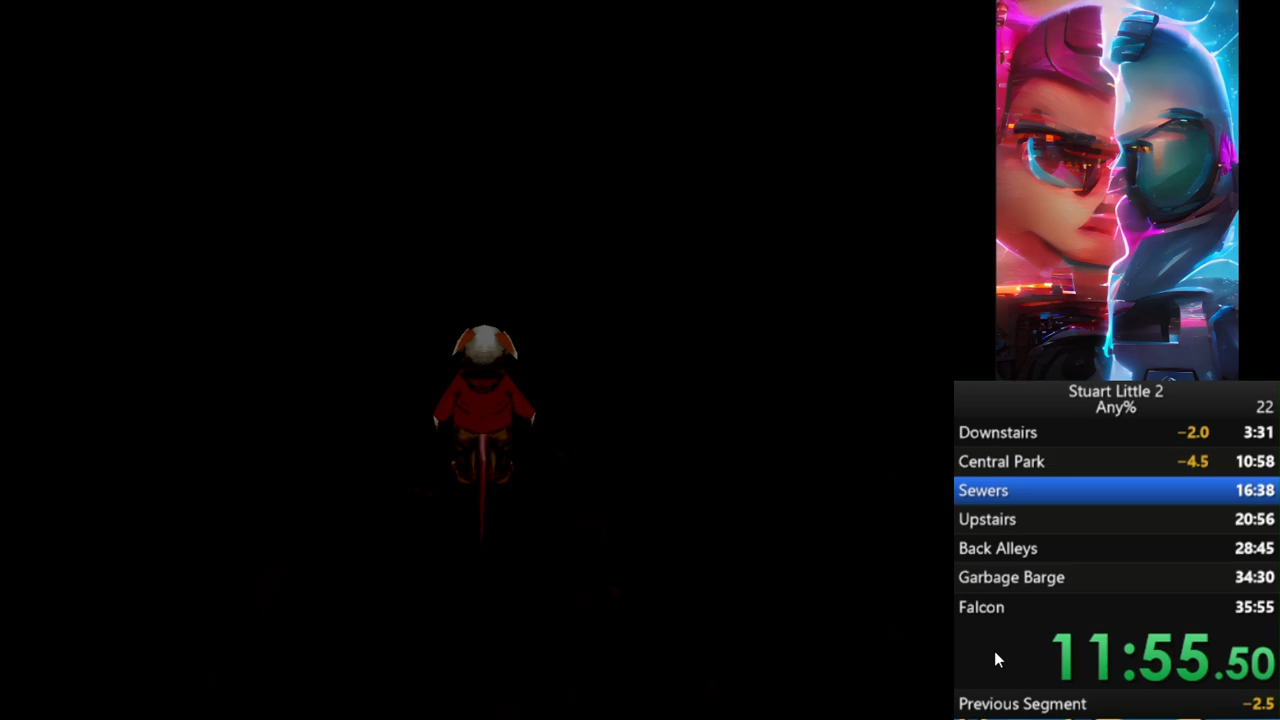 Stuart Little 2
Any% 22
Downstairs −2.0 3:31
Central Park −4.5 10:58
Sewers 16:38
Upstairs 20:56
Back Alleys 28:45
Garbage Barge 34:30
Falcon 35:55
11:55.50
Previous Segment −2.5